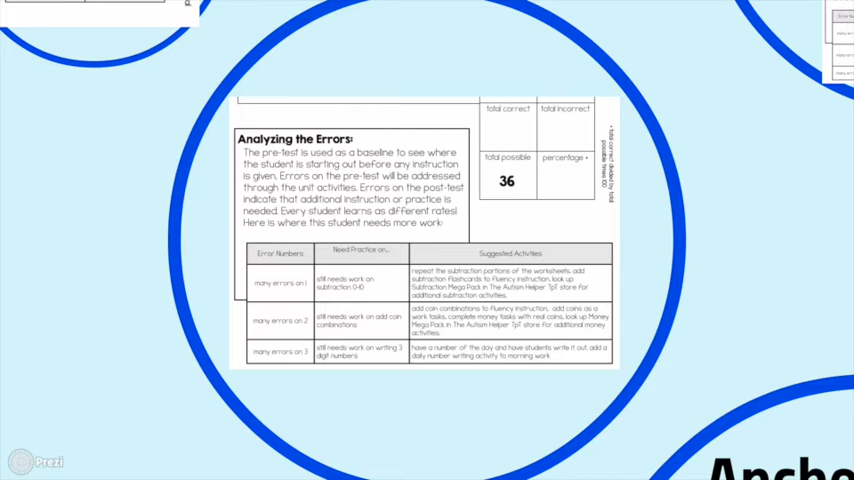 total correct
total incorrect
total possible
percentage *
36
* total correct divided by total
possible times 100
Analyzing the Errors:
The pre-test is used as a baseline to see where
the student is starting out before any instruction
is given. Errors on the pre-test will be addressed
through the unit activities. Errors on the post-test
indicate that additional instruction or practice is
needed. Every student learns as different rates!
Here is where this student needs more work:
Error Numbers
Need Practice on...
Suggested Activities
many errors on 1
still needs work on
subtraction (1-10)
repeat the subtraction portions of the worksheets, add
subtraction flashcards to fluency instruction, look up
Subtraction Mega Pack in The Autism Helper TpT store for
additional subtraction activities.
many errors on 2
still needs work on add coin
combinations
add coin combinations to fluency instruction, add coins as a
work tasks, complete money tasks with real coins, look up Money
Mega Pack in The Autism Helper TpT store for additional money
activities.
many errors on 3
still needs work on writing 3
digit numbers
have a number of the day and have students write it out, add a
daily number writing activity to morning work
Prezi
Ancho